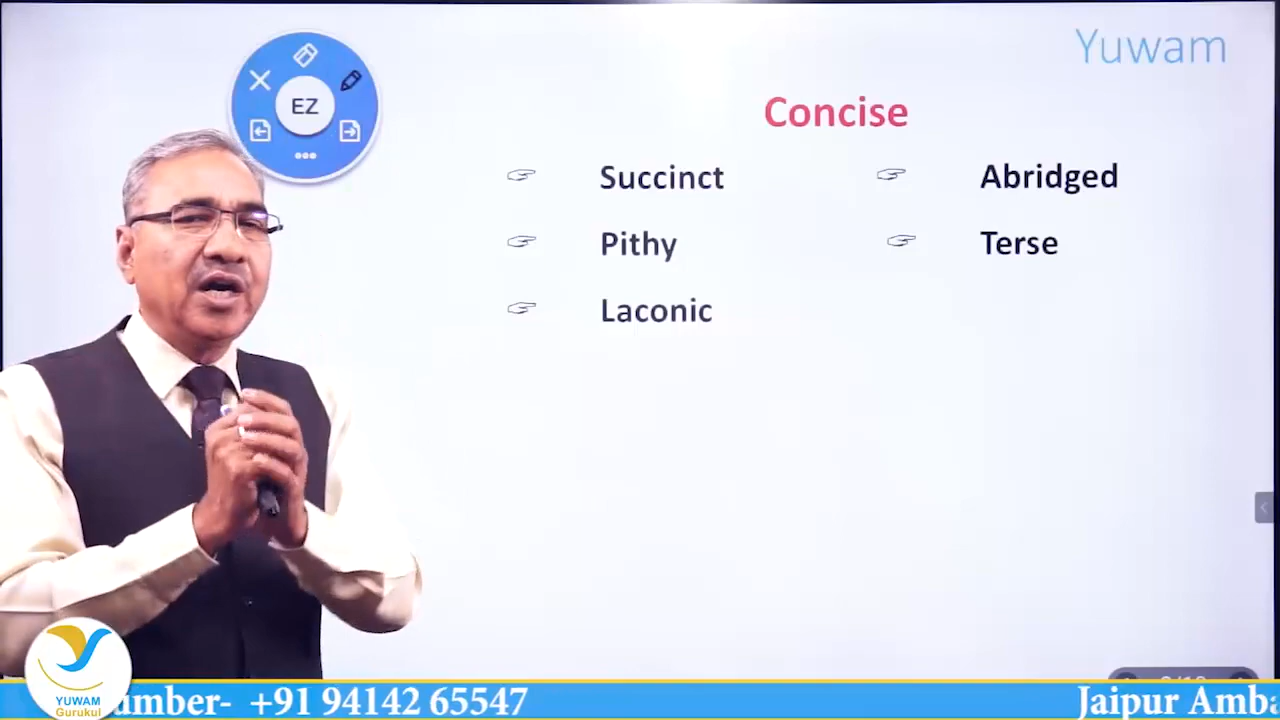 Yuwam
EZ
Concise
Succinct
Abridged
Pithy
Terse
Laconic
YUWAM
Gurukul
umber- +91 94142 65547
Jaipur Amba